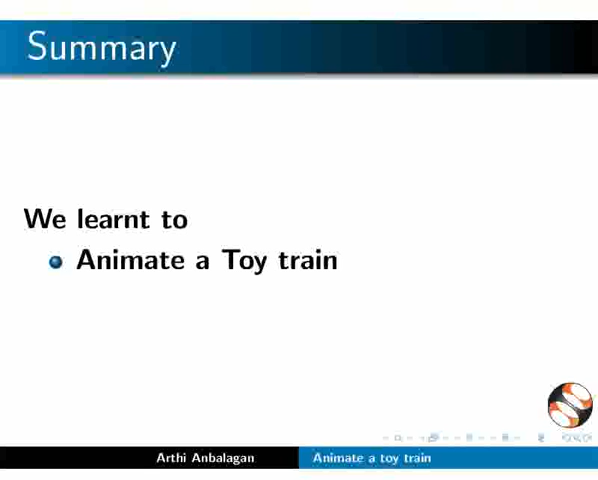 Summary
We learnt to
Animate a Toy train
Arthi Anbalagan
Animate a toy train